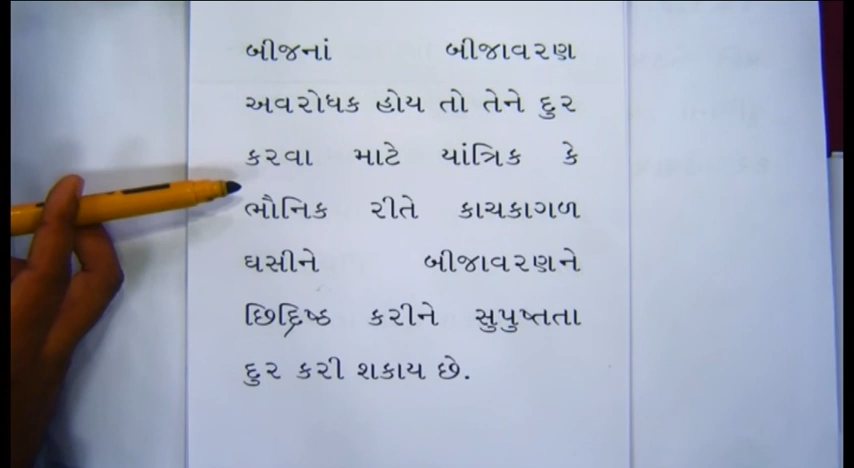 બીજનાં બીજાવરણ
અવરોધક હોય તો તેને દુર
કરવા માટે યાંત્રિક કે
ભૌનિક રીતે કાચકાગળ
ઘસીને બીજાવરણને
છિદ્રિષ્ઠ કરીને સુપુષ્તતા
દુર કરી શકાય છે.